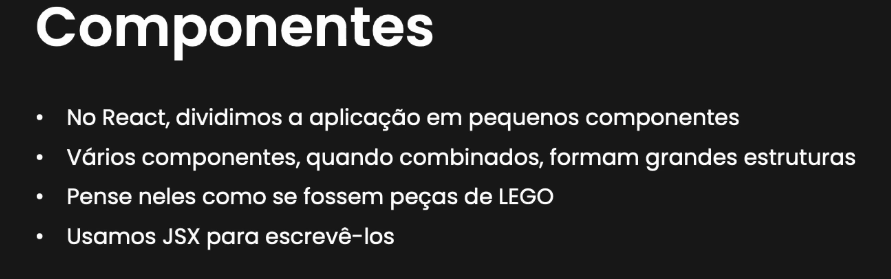 Componentes
• No React, dividimos a aplicação em pequenos componentes
• Vários componentes, quando combinados, formam grandes estruturas
• Pense neles como se fossem peças de LEGO
• Usamos JSX para escrevê-los